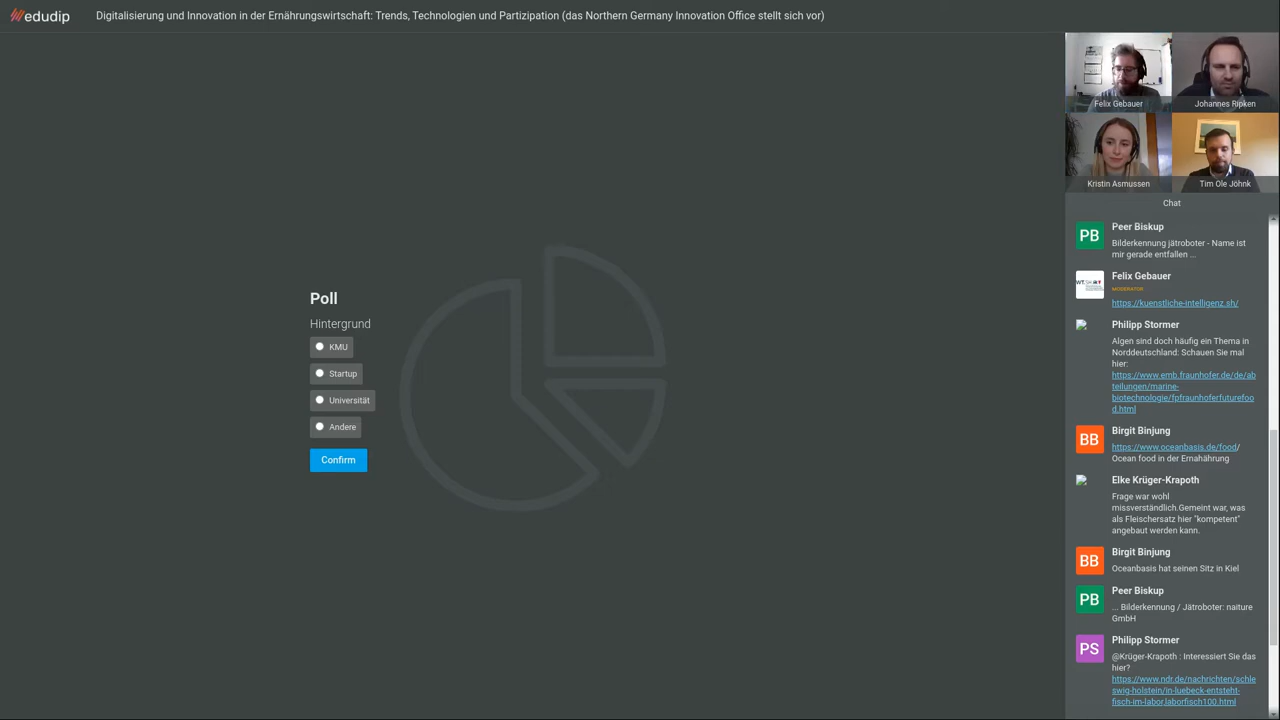 edudip
Digitalisierung und Innovation in der Ernährungswirtschaft: Trends, Technologien und Partizipation (das Northern Germany Innovation Office stellt sich vor)
Felix Gebauer
Johannes Ripken
Kristin Asmussen
Tim Ole Jöhnk
Poll
Hintergrund
KMU
Startup
Universität
Andere
Confirm
Chat
PB
Peer Biskup
Bilderkennung jätroboter - Name ist
mir gerade entfallen ...
Felix Gebauer
MODERATOR
https://kuenstliche-intelligenz.sh/
Philipp Stormer
Algen sind doch häufig ein Thema in
Norddeutschland: Schauen Sie mal
hier:
https://www.emb.fraunhofer.de/de/ab
teilungen/marine-
biotechnologie/fpfraunhoferfuturefoo
d.html
BB
Birgit Binjung
https://www.oceanbasis.de/food/
Ocean food in der Ernahährung
Elke Krüger-Krapoth
Frage war wohl
missverständlich.Gemeint war, was
als Fleischersatz hier "kompetent"
angebaut werden kann.
BB
Birgit Binjung
Oceanbasis hat seinen Sitz in Kiel
PB
Peer Biskup
... Bilderkennung / Jätroboter: naiture
GmbH
PS
Philipp Stormer
@Krüger-Krapoth : Interessiert Sie das
hier?
https://www.ndr.de/nachrichten/schle
swig-holstein/in-luebeck-entsteht-
fisch-im-labor,laborfisch100.html